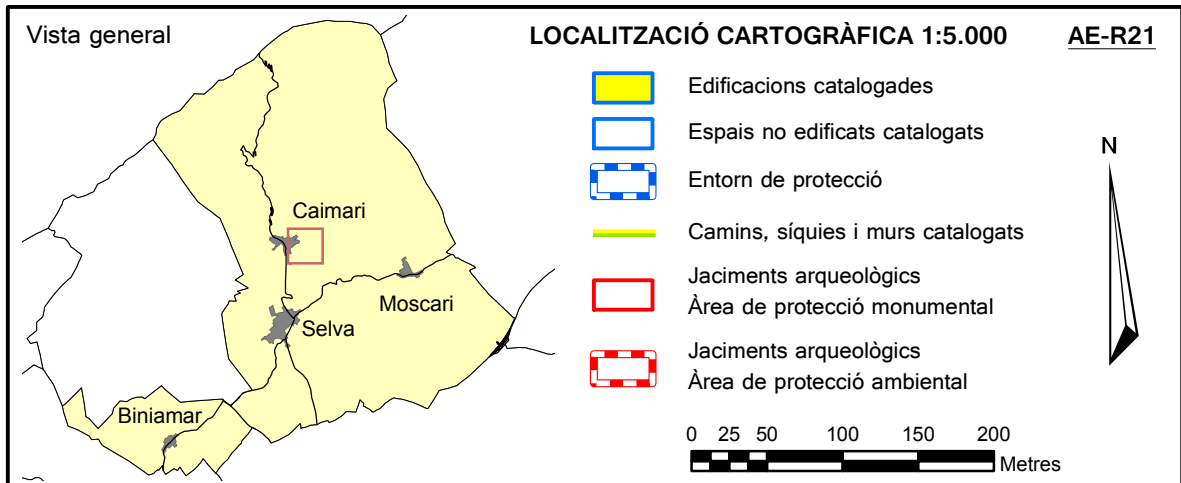 Vista general
LOCALITZACIÓ CARTOGRÀFICA 1:5.000
AE-R21
Edificacions catalogades
Espais no edificats catalogats
Entorn de protecció
Camins, síquies i murs catalogats
Jaciments arqueològics
Àrea de protecció monumental
Jaciments arqueològics
Àrea de protecció ambiental
N
Caimari
Moscari
Selva
Biniamar
0 25 50 100 150 200
Metres